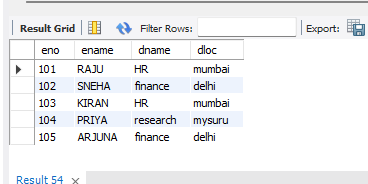 Result Grid Filter Rows: Export:
eno ename dname dloc
101 RAJU HR mumbai
102 SNEHA finance delhi
103 KIRAN HR mumbai
104 PRIYA research mysuru
105 ARJUNA finance delhi
Result 54 ×